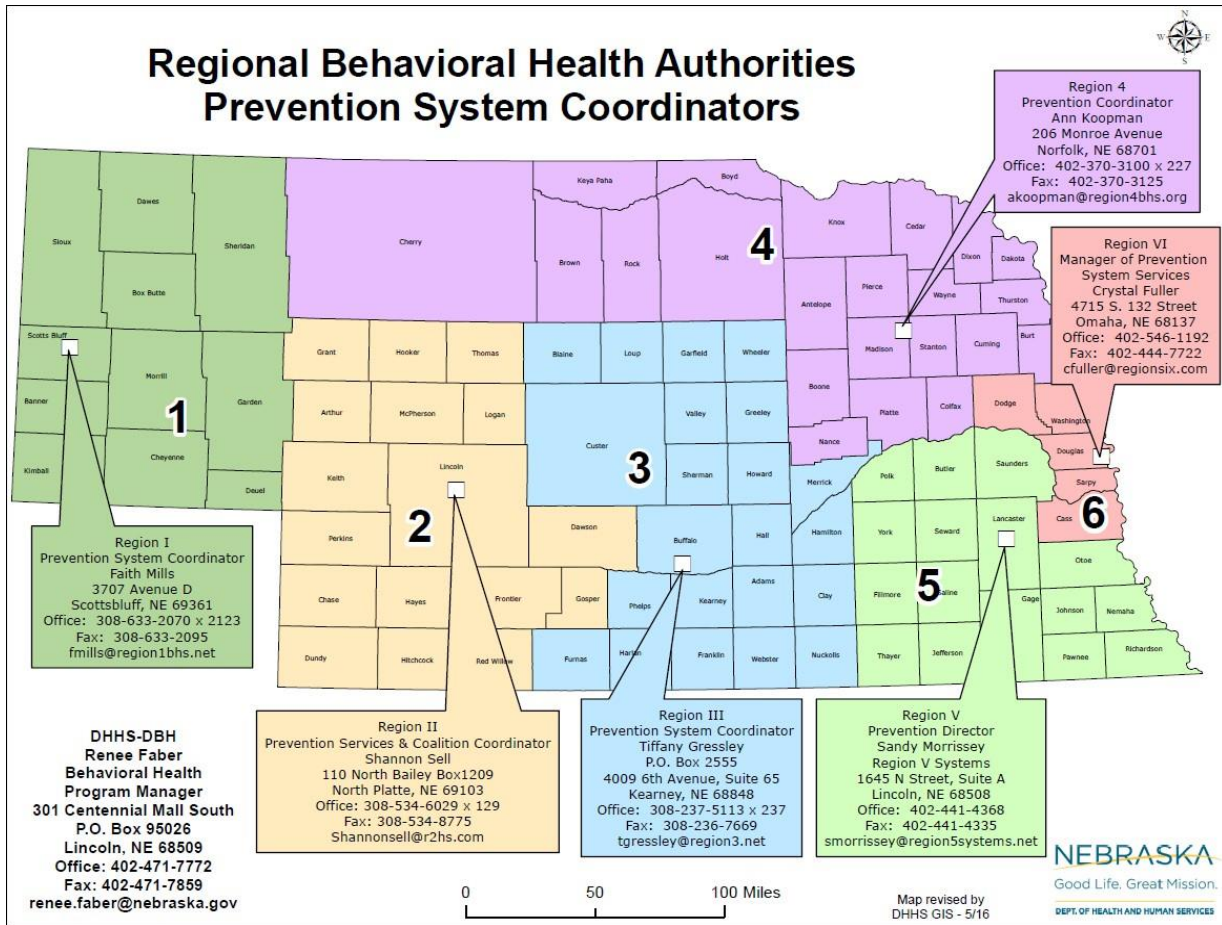 Regional Behavioral Health Authorities
Prevention System Coordinators
N
W
E
S
Region 4
Prevention Coordinator
Ann Koopman
206 Monroe Avenue
Norfolk, NE 68701
Office: 402-370-3100 x 227
Fax: 402-370-3125
akoopman@region4bhs.org
Region VI
Manager of Prevention
System Services
Crystal Fuller
4715 S. 132 Street
Omaha, NE 68137
Office: 402-546-1192
Fax: 402-444-7722
cfuller@regionsix.com
Sioux
Dawes
Sheridan
Box Butte
Scotts Bluff
Morrill
Garden
Banner
Kimball
Cheyenne
Deuel
1
Cherry
Keya Paha
Boyd
Brown
Rock
Holt
4
Knox
Cedar
Dixon
Dakota
Antelope
Pierce
Wayne
Thurston
Madison
Stanton
Cuming
Burt
Boone
Platte
Colfax
Nance
Grant
Hooker
Thomas
Arthur
McPherson
Logan
Keith
Lincoln
Perkins
2
Dawson
Chase
Hayes
Frontier
Gosper
Dundy
Hitchcock
Red Willow
Blaine
Loup
Garfield
Wheeler
Custer
Valley
Greeley
3
Sherman
Howard
Merrick
Buffalo
Hall
Hamilton
Phelps
Kearney
Adams
Clay
Furnas
Harlan
Franklin
Webster
Nuckolls
Polk
Butler
Saunders
York
Seward
Lancaster
Fillmore
5
Saline
Gage
Otoe
Johnson
Nemaha
Thayer
Jefferson
Pawnee
Richardson
Dodge
Washington
Douglas
Sarpy
Cass
6
Region I
Prevention System Coordinator
Faith Mills
3707 Avenue D
Scottsbluff, NE 69361
Office: 308-633-2070 x 2123
Fax: 308-633-2095
fmills@region1bhs.net
Region II
Prevention Services & Coalition Coordinator
Shannon Sell
110 North Bailey Box1209
North Platte, NE 69103
Office: 308-534-6029 x 129
Fax: 308-534-8775
Shannonsell@r2hs.com
Region III
Prevention System Coordinator
Tiffany Gressley
P.O. Box 2555
4009 6th Avenue, Suite 65
Kearney, NE 68848
Office: 308-237-5113 x 237
Fax: 308-236-7669
tgressley@region3.net
Region V
Prevention Director
Sandy Morrissey
Region V Systems
1645 N Street, Suite A
Lincoln, NE 68508
Office: 402-441-4368
Fax: 402-441-4335
smorrissey@region5systems.net
DHHS-DBH
Renee Faber
Behavioral Health
Program Manager
301 Centennial Mall South
P.O. Box 95026
Lincoln, NE 68509
Office: 402-471-7772
Fax: 402-471-7859
renee.faber@nebraska.gov
0 50 100 Miles
Map revised by
DHHS GIS - 5/16
NEBRASKA
Good Life. Great Mission.
DEPT. OF HEALTH AND HUMAN SERVICES